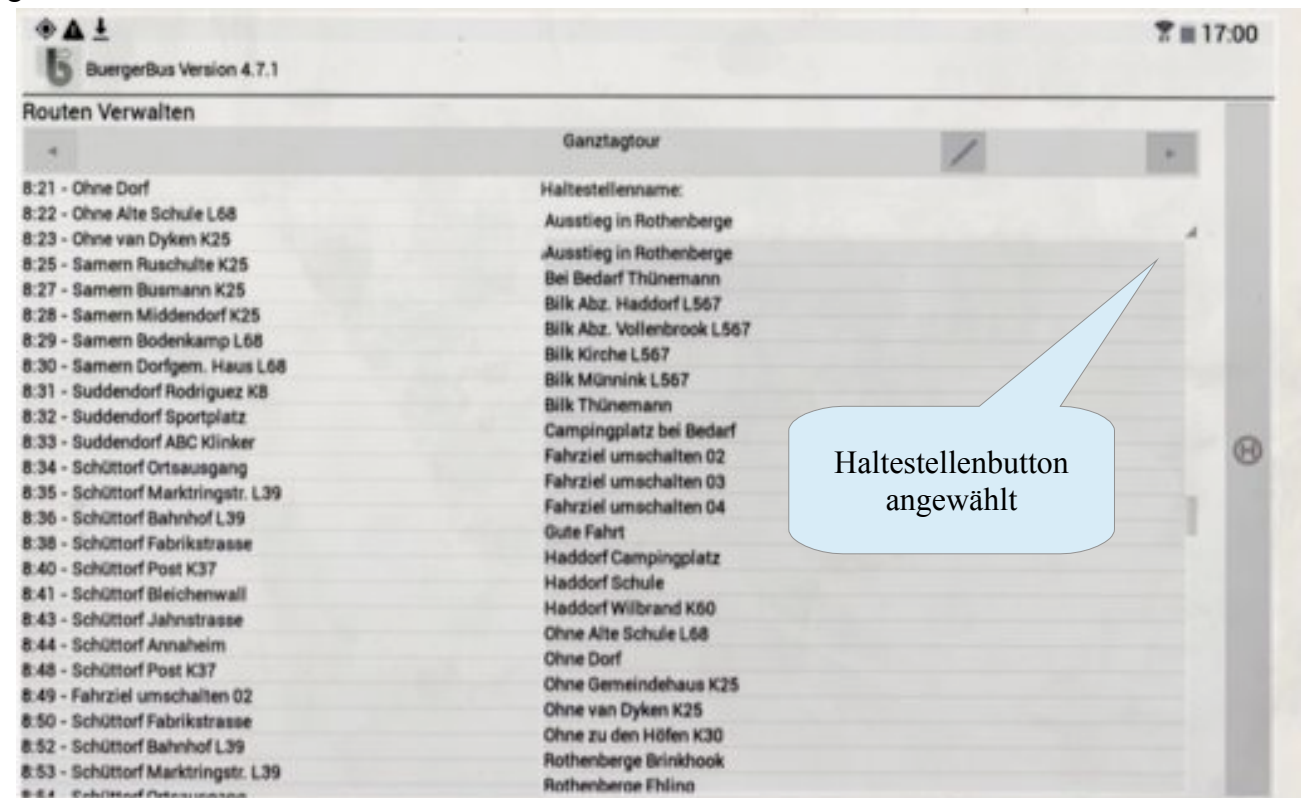 17:00
BuergerBus Version 4.7.1
Routen Verwalten
Ganztagtour
8:21 - Ohne Dorf
8:22 - Ohne Alte Schule L68
8:23 - Ohne van Dyken K25
8:25 - Samern Ruschulte K25
8:27 - Samern Busmann K25
8:28 - Samern Middendorf K25
8:29 - Samern Bodenkamp L68
8:30 - Samern Dorfgem. Haus L68
8:31 - Suddendorf Rodriguez K8
8:32 - Suddendorf Sportplatz
8:33 - Suddendorf ABC Klinker
8:34 - Schüttorf Ortsausgang
8:35 - Schüttorf Marktringstr. L39
8:36 - Schüttorf Bahnhof L39
8:38 - Schüttorf Fabrikstrasse
8:40 - Schüttorf Post K37
8:41 - Schüttorf Bleichenwall
8:43 - Schüttorf Jahnstrasse
8:44 - Schüttorf Annaheim
8:48 - Schüttorf Post K37
8:49 - Fahrziel umschalten 02
8:50 - Schüttorf Fabrikstrasse
8:52 - Schüttorf Bahnhof L39
8:53 - Schüttorf Marktringstr. L39
8:54 - Schüttorf Ortsausgang
Haltestellenname:
Ausstieg in Rothenberge
Ausstieg in Rothenberge
Bei Bedarf Thünemann
Bilk Abz. Haddorf L567
Bilk Abz. Vollenbrook L567
Bilk Kirche L567
Bilk Münnink L567
Bilk Thünemann
Campingplatz bei Bedarf
Fahrziel umschalten 02
Fahrziel umschalten 03
Fahrziel umschalten 04
Gute Fahrt
Haddorf Campingplatz
Haddorf Schule
Haddorf Wilbrand K60
Ohne Alte Schule L68
Ohne Dorf
Ohne Gemeindehaus K25
Ohne van Dyken K25
Ohne zu den Höfen K30
Rothenberge Brinkhook
Rothenberge Ehling
Haltestellenbutton
angewählt
H